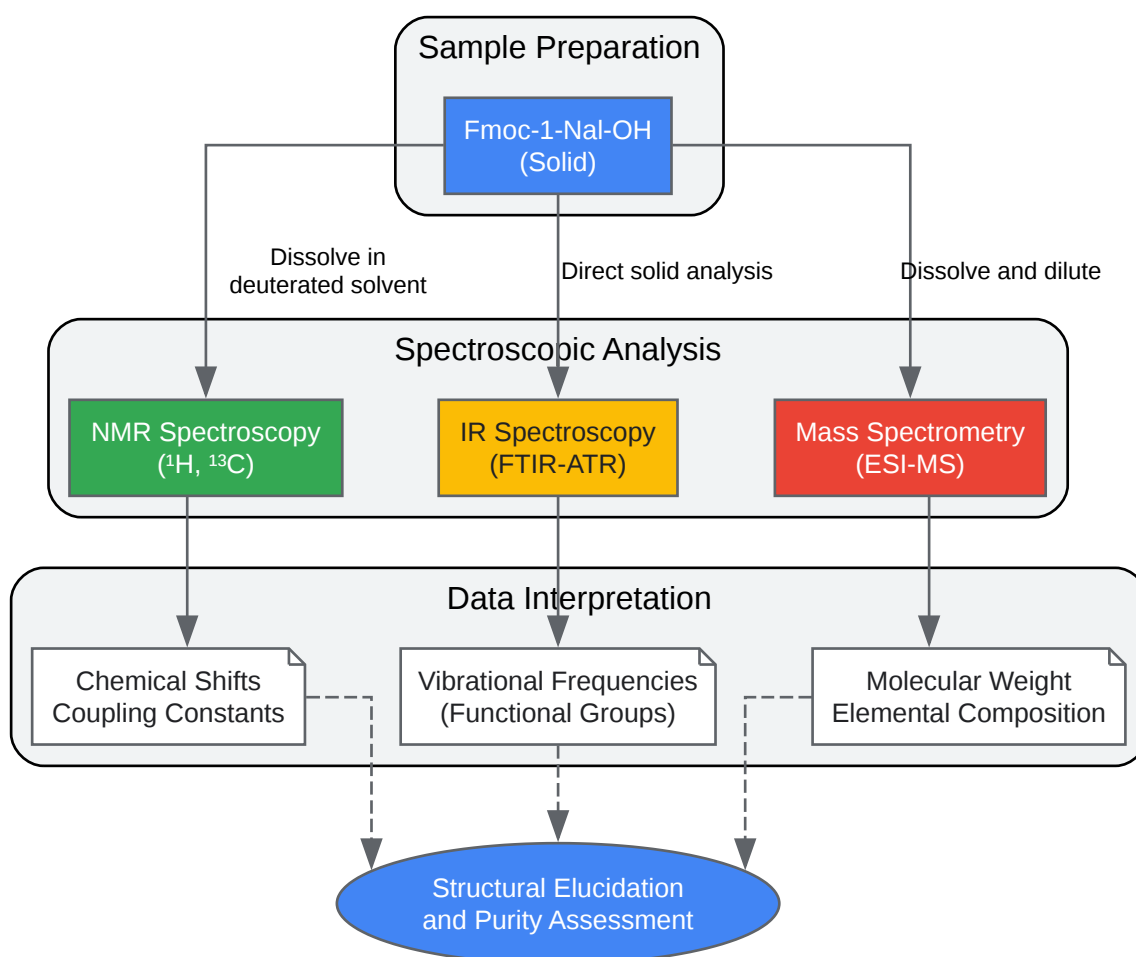 Sample Preparation
Fmoc-1-Nal-OH
(Solid)
Dissolve in
deuterated solvent
Direct solid analysis
Dissolve and dilute
Spectroscopic Analysis
NMR Spectroscopy
(¹H, ¹³C)
IR Spectroscopy
(FTIR-ATR)
Mass Spectrometry
(ESI-MS)
Data Interpretation
Chemical Shifts
Coupling Constants
Vibrational Frequencies
(Functional Groups)
Molecular Weight
Elemental Composition
Structural Elucidation
and Purity Assessment